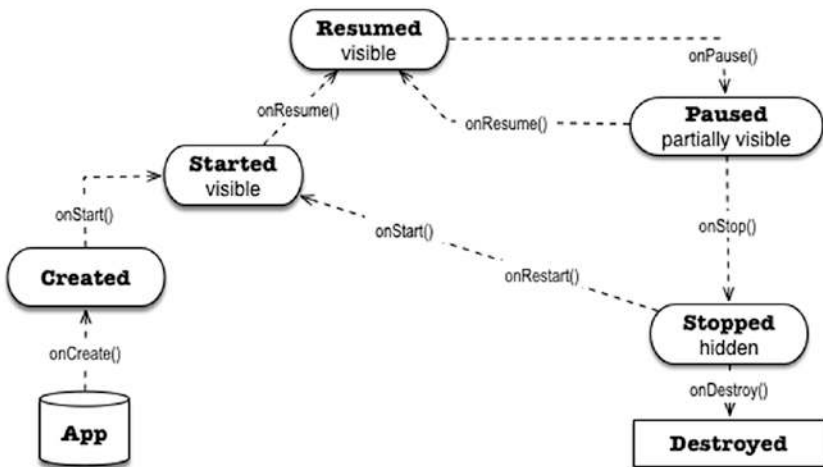 Resumed
visible
onPause()
onResume()
onResume()
Paused
partially visible
Started
visible
onStart()
onStart()
onStop()
onRestart()
Created
Stopped
hidden
onCreate()
onDestroy()
App
Destroyed